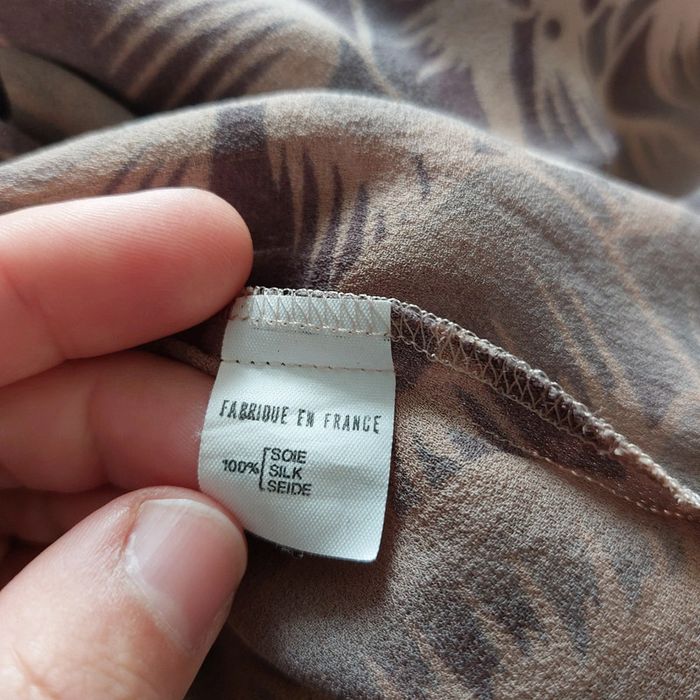 FABRIQUE EN FRANCE
100% SOIE
SILK
SEIDE